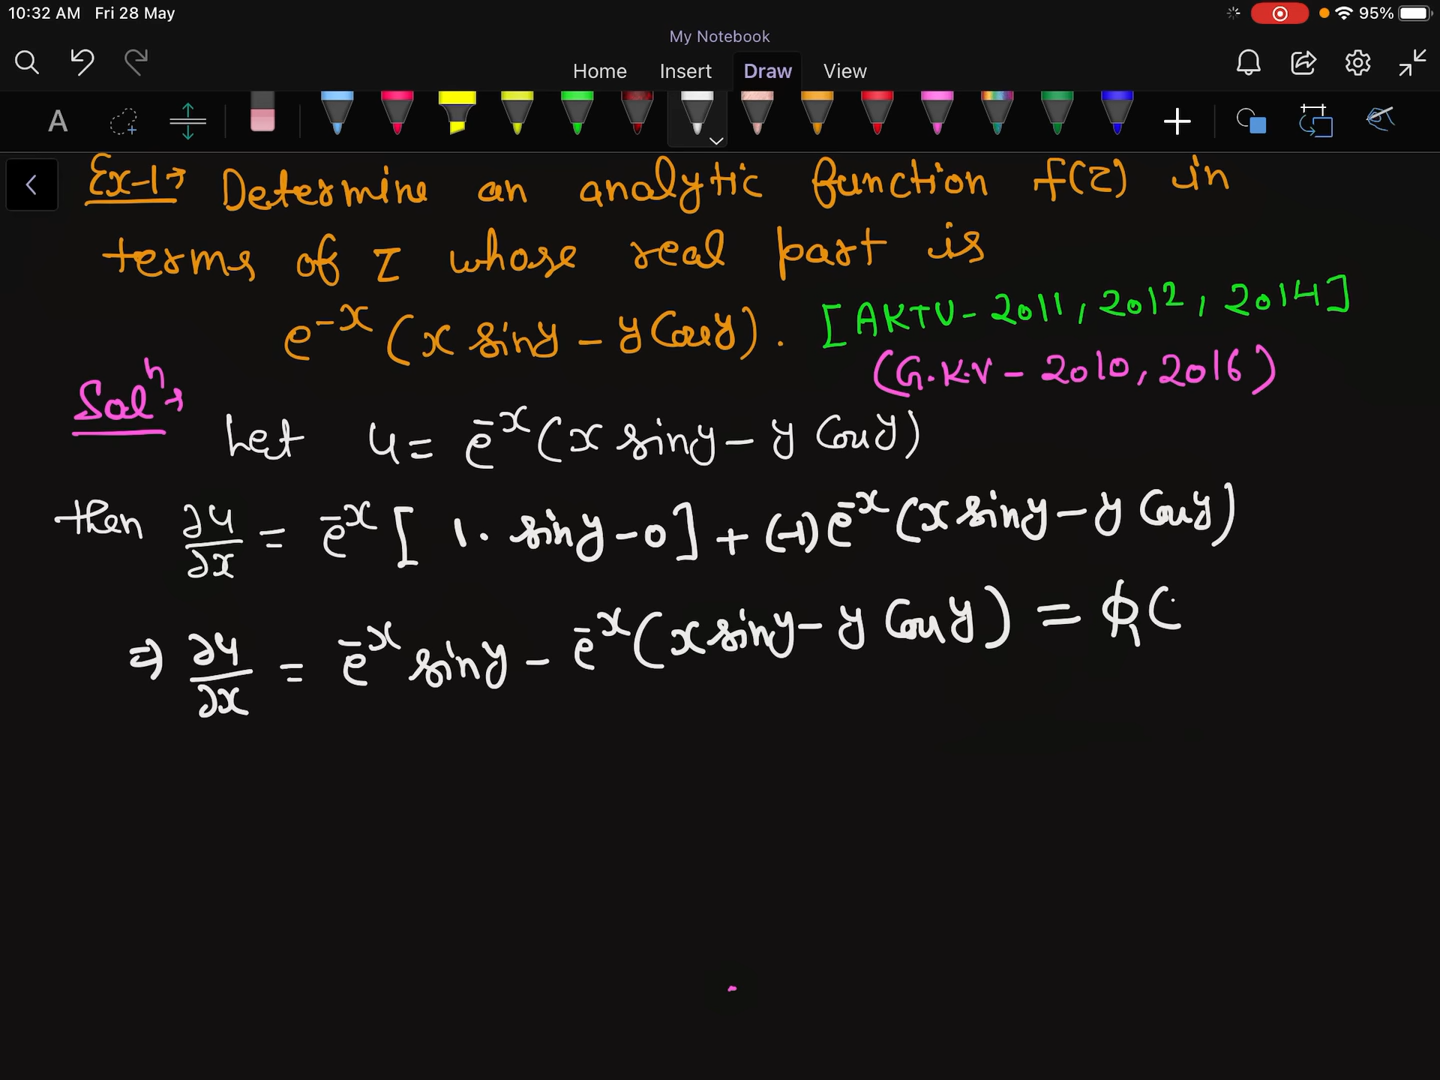 10:32 AM Fri 28 May
95%
My Notebook
Home Insert Draw View
A
Ex-1→ Determine an analytic function f(z) in
terms of z whose real part is
e^{-x} (x sin y - y cos y). [AKTU - 2011, 2012, 2014]
(G.K.V - 2010, 2016)
Sol^n→
Let u = e^{-x} (x sin y - y cos y)
then ∂u/∂x = e^{-x} [1. sin y - 0] + (-1) e^{-x} (x sin y - y cos y)
⇒ ∂u/∂x = e^{-x} sin y - e^{-x} (x sin y - y cos y) = ϕ₁(